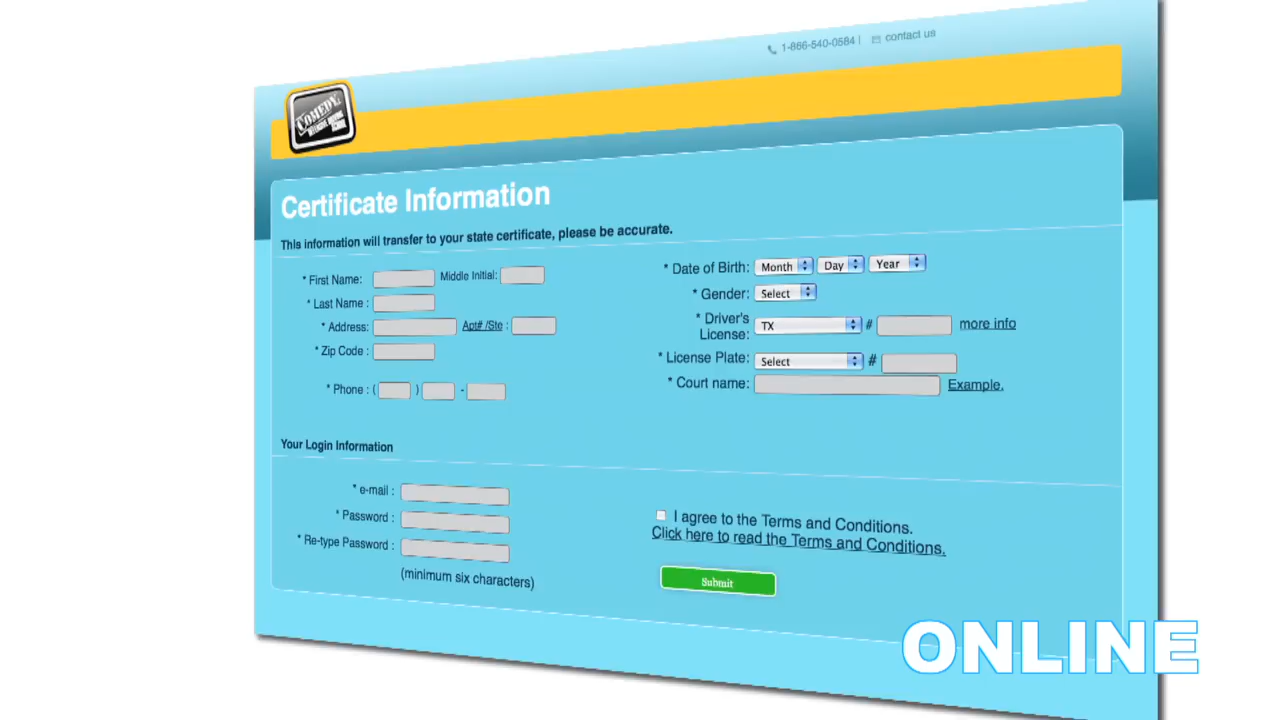 1-866-540-0584 | contact us
COMEDY
DEFENSIVE DRIVING
SCHOOL
Certificate Information
This information will transfer to your state certificate, please be accurate.
* First Name: Middle Initial:
* Last Name :
* Address: Apt# /Ste :
* Zip Code :
* Phone : ( ) -
* Date of Birth: Month Day Year
* Gender: Select
* Driver's
License: TX # more info
* License Plate: Select #
* Court name: Example.
Your Login Information
* e-mail :
* Password :
* Re-type Password :
(minimum six characters)
I agree to the Terms and Conditions.
Click here to read the Terms and Conditions.
Submit
ONLINE